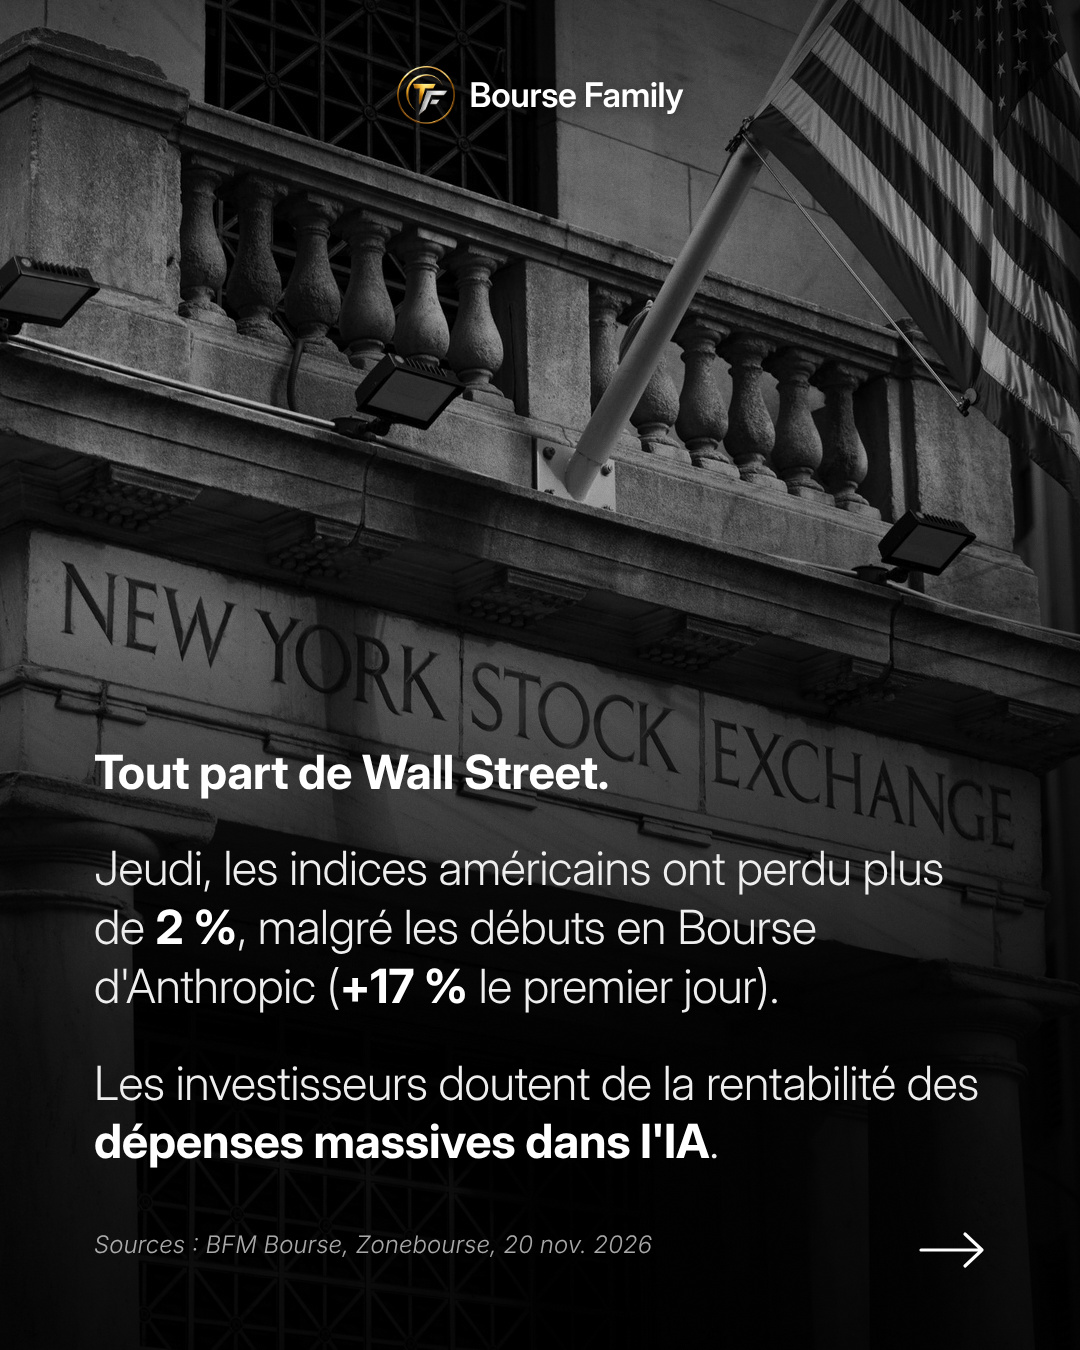 Bourse Family
NEW YORK STOCK EXCHANGE
Tout part de Wall Street.
Jeudi, les indices américains ont perdu plus
de 2 %, malgré les débuts en Bourse
d'Anthropic (+17 % le premier jour).
Les investisseurs doutent de la rentabilité des
dépenses massives dans l'IA.
Sources : BFM Bourse, Zonebourse, 20 nov. 2026